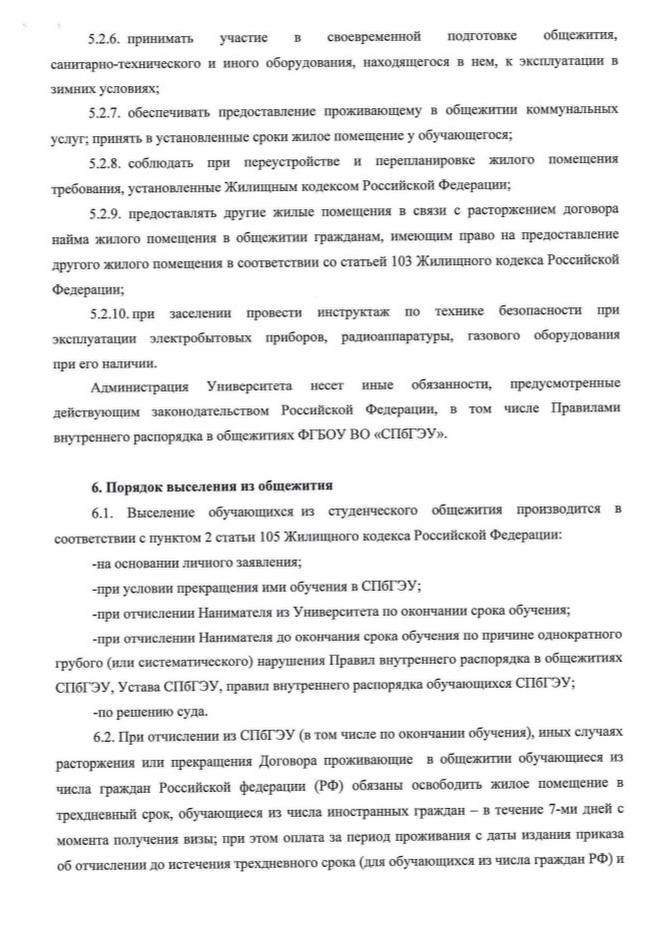 5.2.6. принимать участие в своевременной подготовке общежития,
санитарно-технического и иного оборудования, находящегося в нем, к эксплуатации в
зимних условиях;
5.2.7. обеспечивать предоставление проживающему в общежитии коммунальных
услуг; принять в установленные сроки жилое помещение у обучающегося;
5.2.8. соблюдать при переустройстве и перепланировке жилого помещения
требования, установленные Жилищным кодексом Российской Федерации;
5.2.9. предоставлять другие жилые помещения в связи с расторжением договора
найма жилого помещения в общежитии гражданам, имеющим право на предоставление
другого жилого помещения в соответствии со статьей 103 Жилищного кодекса Российской
Федерации;
5.2.10. при заселении провести инструктаж по технике безопасности при
эксплуатации электробытовых приборов, радиоаппаратуры, газового оборудования
при его наличии.
Администрация Университета несет иные обязанности, предусмотренные
действующим законодательством Российской Федерации, в том числе Правилами
внутреннего распорядка в общежитиях ФГБОУ ВО «СПбГЭУ».
6. Порядок выселения из общежития
6.1. Выселение обучающихся из студенческого общежития производится в
соответствии с пунктом 2 статьи 105 Жилищного кодекса Российской Федерации:
-на основании личного заявления;
-при условии прекращения ими обучения в СПбГЭУ;
-при отчислении Нанимателя из Университета по окончании срока обучения;
-при отчислении Нанимателя до окончания срока обучения по причине однократного
грубого (или систематического) нарушения Правил внутреннего распорядка в общежитиях
СПбГЭУ, Устава СПбГЭУ, правил внутреннего распорядка обучающихся СПбГЭУ;
-по решению суда.
6.2. При отчислении из СПбГЭУ (в том числе по окончании обучения), иных случаях
расторжения или прекращения Договора проживающие в общежитии обучающиеся из
числа граждан Российской федерации (РФ) обязаны освободить жилое помещение в
трехдневный срок, обучающиеся из числа иностранных граждан – в течение 7-ми дней с
момента получения визы; при этом оплата за период проживания с даты издания приказа
об отчислении до истечения трехдневного срока (для обучающихся из числа граждан РФ) и